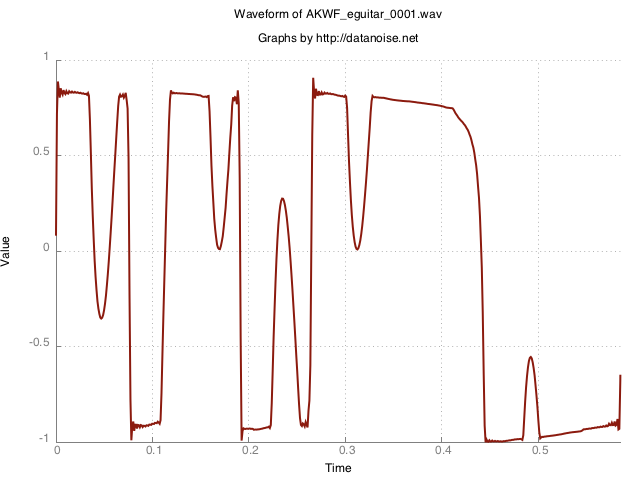 Waveform of AKWF_eguitar_0001.wav
Graphs by http://datanoise.net
1
0.5
0
-0.5
-1
Value
0
0.1
0.2
0.3
0.4
0.5
Time